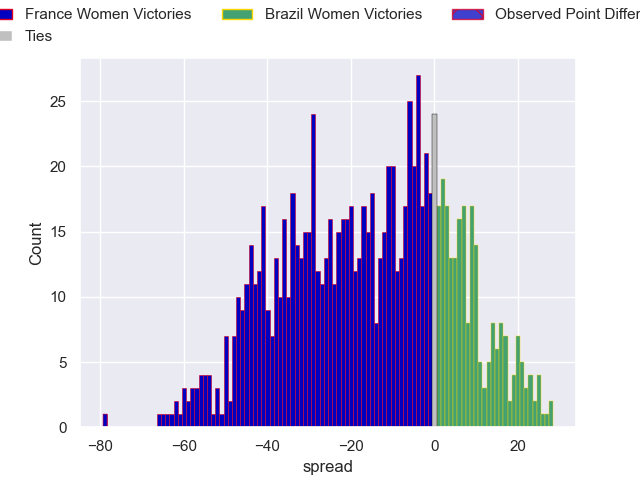 France Women Victories Brazil Women Victories Observed Point
Ties
25
20
15
10
5
0
Count
−80 −60 −40 −20 0 20
spread